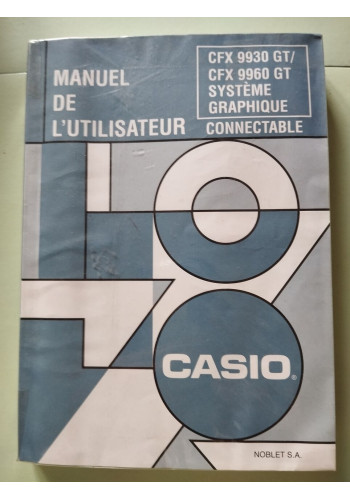 MANUEL
DE
L'UTILISATEUR
CFX 9930 GT/
CFX 9960 GT
SYSTÈME
GRAPHIQUE
CONNECTABLE
CASIO®
NOBLET S.A.